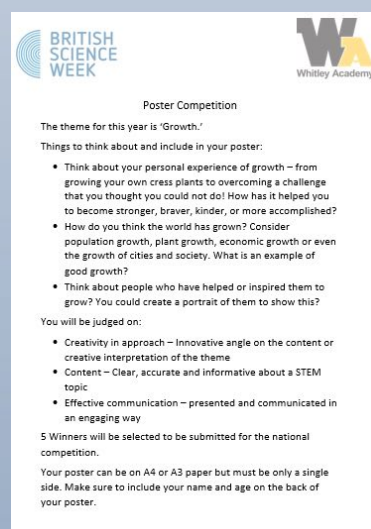 BRITISH
SCIENCE
WEEK
WA
Whitley Academy
Poster Competition
The theme for this year is ‘Growth.’
Things to think about and include in your poster:
• Think about your personal experience of growth – from
growing your own cress plants to overcoming a challenge
that you thought you could not do! How has it helped you
to become stronger, braver, kinder, or more accomplished?
• How do you think the world has grown? Consider
population growth, plant growth, economic growth or even
the growth of cities and society. What is an example of
good growth?
• Think about people who have helped or inspired them to
grow? You could create a portrait of them to show this?
You will be judged on:
• Creativity in approach – Innovative angle on the content or
creative interpretation of the theme
• Content – Clear, accurate and informative about a STEM
topic
• Effective communication – presented and communicated in
an engaging way
5 Winners will be selected to be submitted for the national
competition.
Your poster can be on A4 or A3 paper but must be only a single
side. Make sure to include your name and age on the back of
your poster.